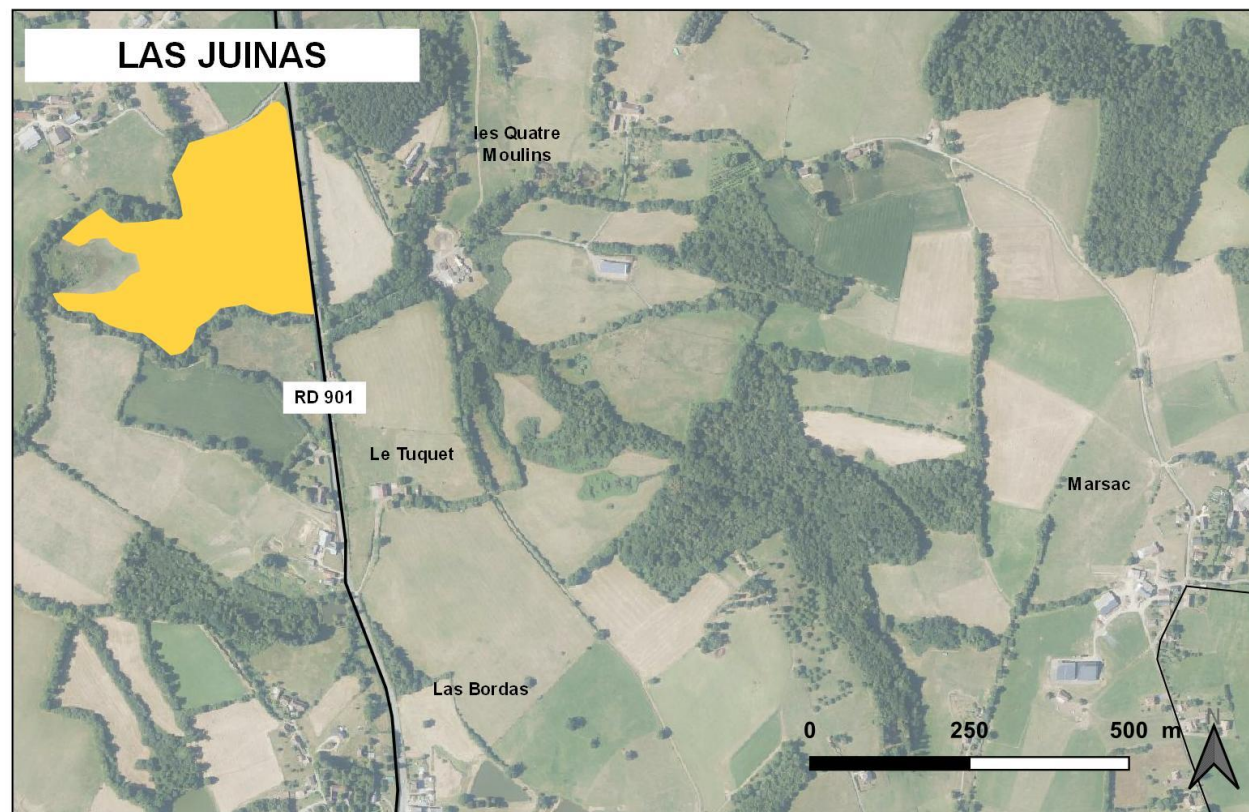 LAS JUINAS
les Quatre
Moulins
RD 901
Le Tuquet
Marsac
Las Bordas
0 250 500 m
N